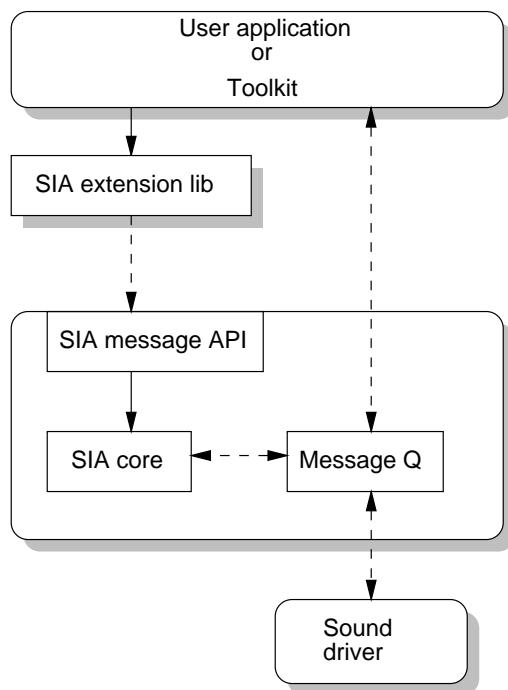 User application
or
Toolkit
SIA extension lib
SIA message API
SIA core
Message Q
Sound
driver